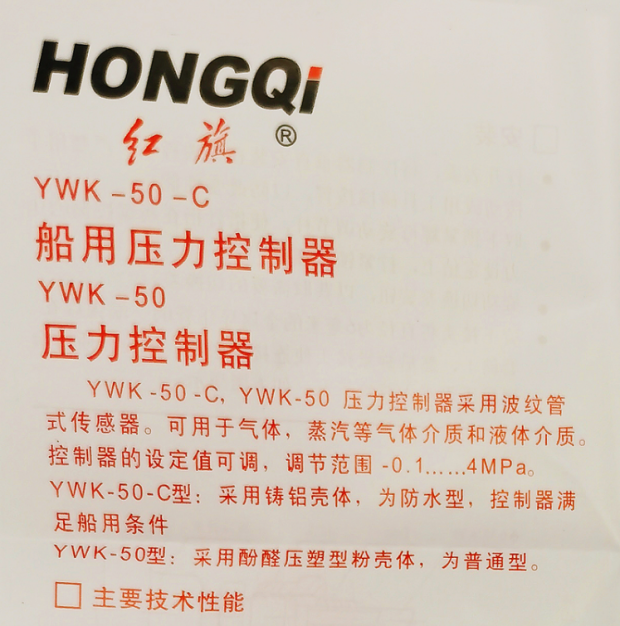 HONGQi
红旗®
YWK-50-C
船用压力控制器
YWK-50
压力控制器
YWK-50-C, YWK-50 压力控制器采用波纹管
式传感器。可用于气体，蒸汽等气体介质和液体介质。
控制器的设定值可调，调节范围-0.1……4MPa。
YWK-50-C型：采用铸铝壳体，为防水型，控制器满
足船用条件
YWK-50型：采用酚醛压塑型粉壳体，为普通型。
□ 主要技术性能